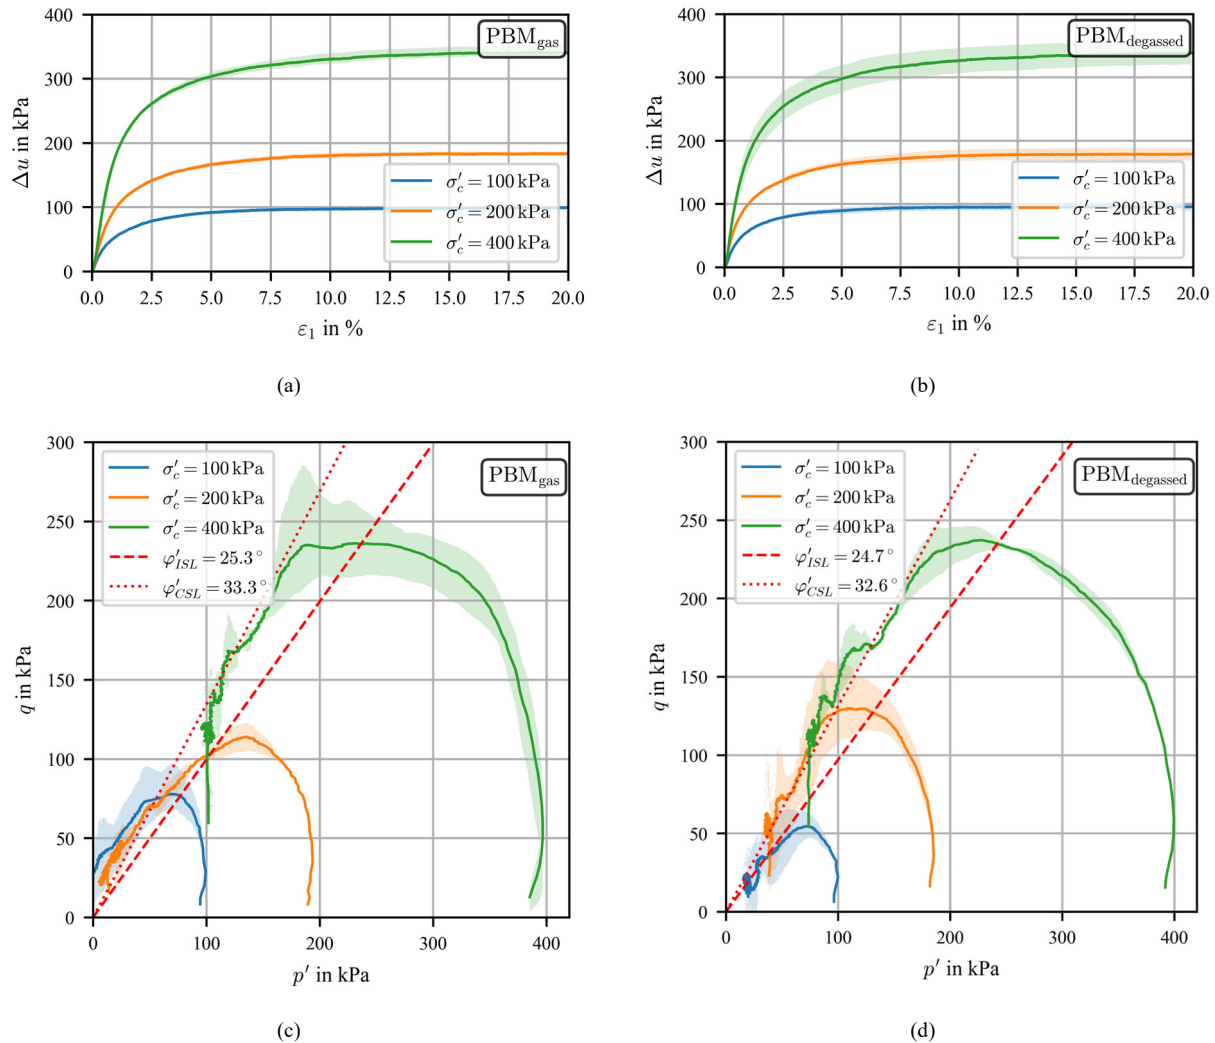 400
300
200
100
0
Δu in kPa
PBM_gas
σ′_c = 100 kPa
σ′_c = 200 kPa
σ′_c = 400 kPa
0.0 2.5 5.0 7.5 10.0 12.5 15.0 17.5 20.0
ε_1 in %
(a)
400
300
200
100
0
Δu in kPa
PBM_degassed
σ′_c = 100 kPa
σ′_c = 200 kPa
σ′_c = 400 kPa
0.0 2.5 5.0 7.5 10.0 12.5 15.0 17.5 20.0
ε_1 in %
(b)
300
250
200
150
100
50
0
q in kPa
σ′_c = 100 kPa
σ′_c = 200 kPa
σ′_c = 400 kPa
φ′_ISL = 25.3°
φ′_CSL = 33.3°
PBM_gas
0 100 200 300 400
p′ in kPa
(c)
300
250
200
150
100
50
0
q in kPa
σ′_c = 100 kPa
σ′_c = 200 kPa
σ′_c = 400 kPa
φ′_ISL = 24.7°
φ′_CSL = 32.6°
PBM_degassed
0 100 200 300 400
p′ in kPa
(d)